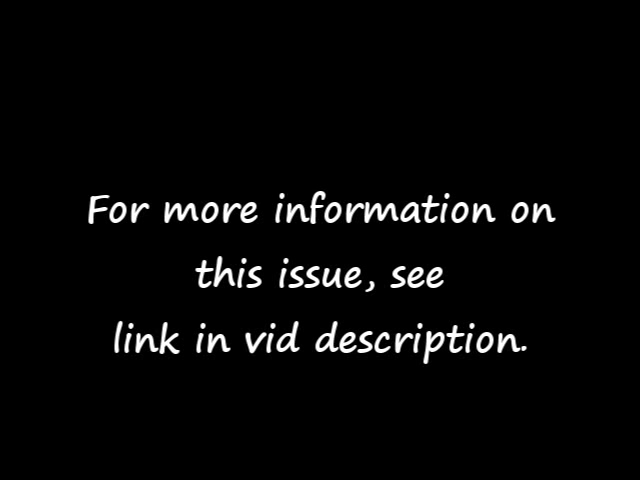 For more information on
this issue, see
link in vid description.